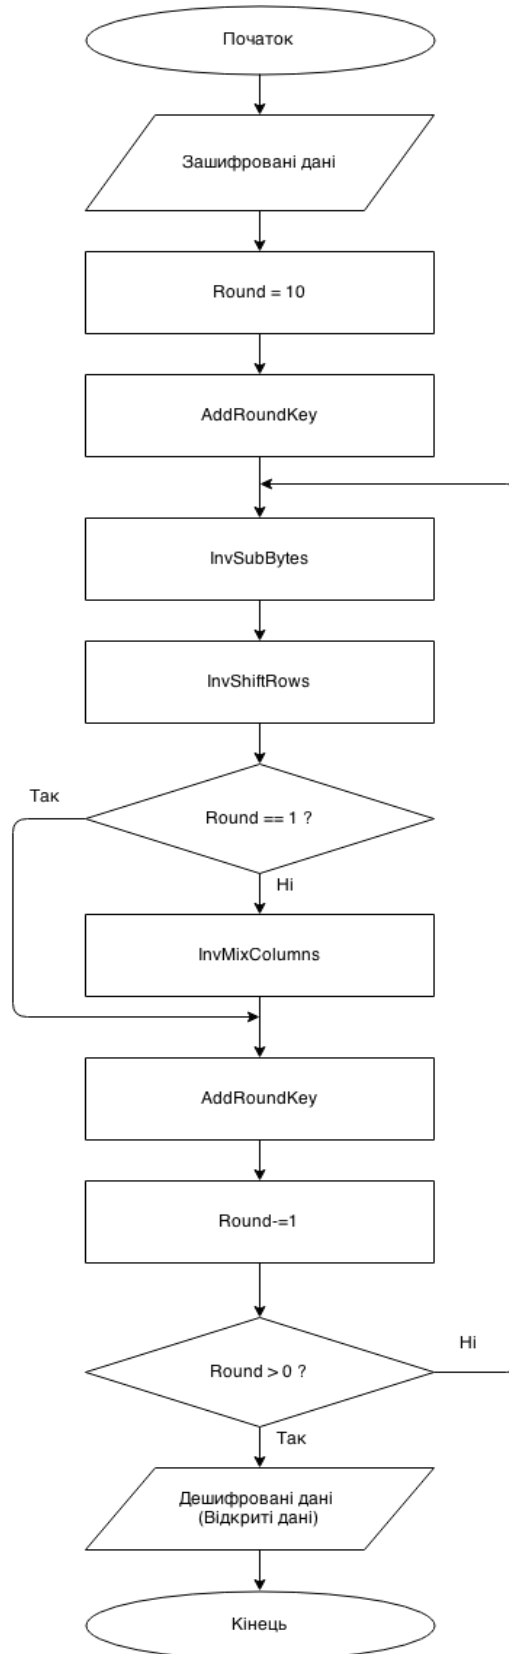 Початок
Зашифровані дані
Round = 10
AddRoundKey
InvSubBytes
InvShiftRows
Так
Round == 1 ?
Ні
InvMixColumns
AddRoundKey
Round-=1
Ні
Round > 0 ?
Так
Дешифровані дані
(Відкриті дані)
Кінець